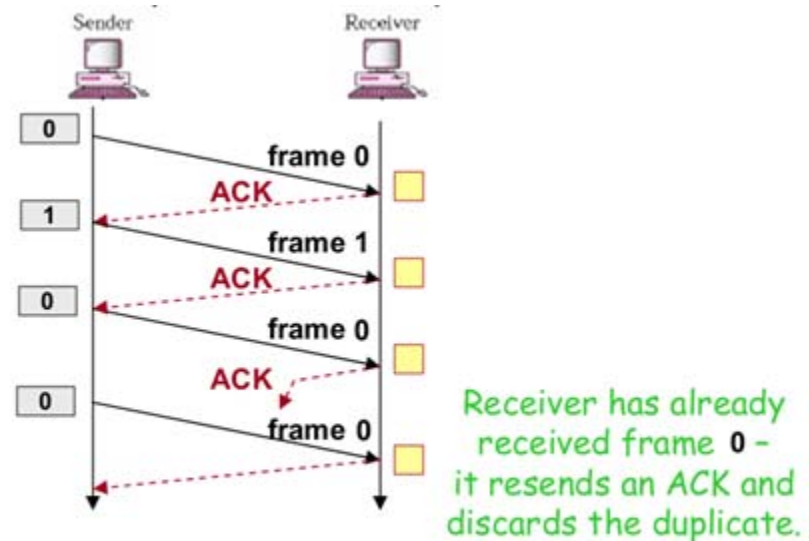 Sender Receiver
0
frame 0
ACK
1
frame 1
ACK
0
frame 0
ACK
0
frame 0
Receiver has already
received frame 0 –
it resends an ACK and
discards the duplicate.